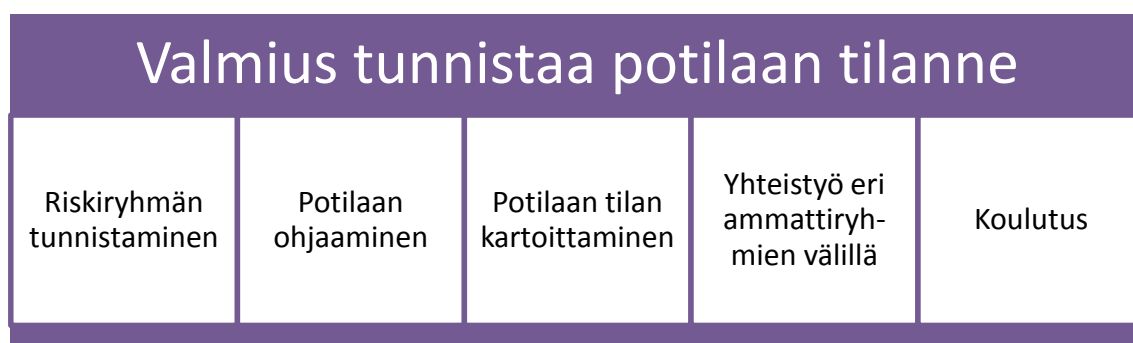 Valmius tunnistaa potilaan tilanne
Riskiryhmän
tunnistaminen
Potilaan
ohjaaminen
Potilaan tilan
kartoittaminen
Yhteistyö eri
ammattiryh-
mien välillä
Koulutus